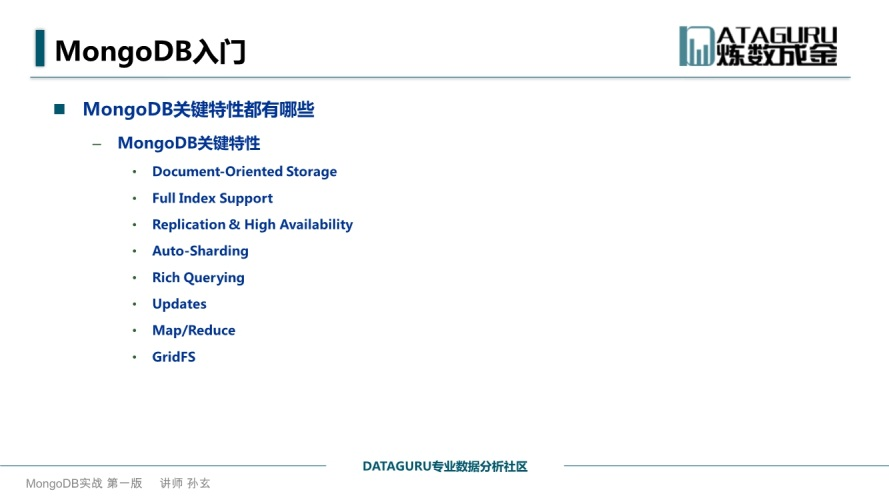 MongoDB入门
DATAGURU
炼数成金
MongoDB关键特性都有哪些
– MongoDB关键特性
• Document-Oriented Storage
• Full Index Support
• Replication & High Availability
• Auto-Sharding
• Rich Querying
• Updates
• Map/Reduce
• GridFS
DATAGURU专业数据分析社区
MongoDB实战 第一版 讲师 孙玄